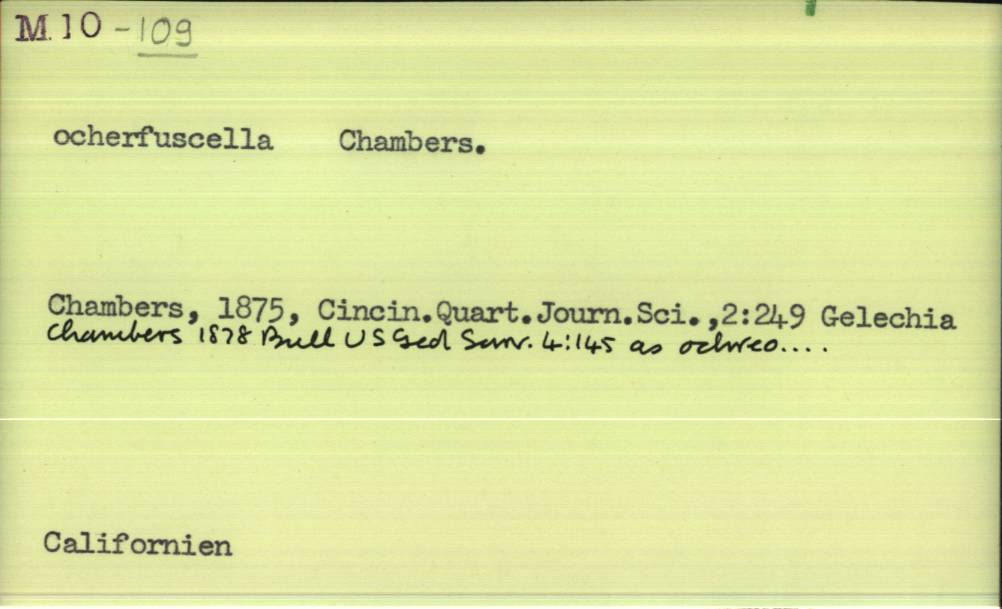 M.10-109
ocherfuscella Chambers.
Chambers, 1875, Cincin.Quart.Journ.Sci.,2:249 Gelechia
Chambers 1878 Bull US Geol Surv. 4:145 as ochreo....
Californien